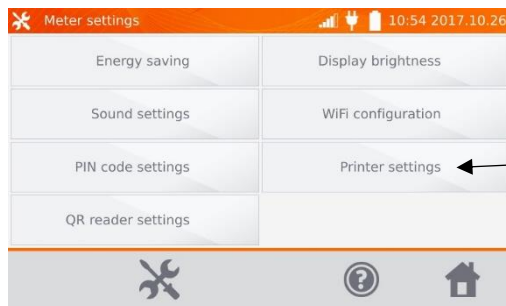 Meter settings 10:54 2017.10.26
Energy saving Display brightness
Sound settings WiFi configuration
PIN code settings Printer settings
QR reader settings
?